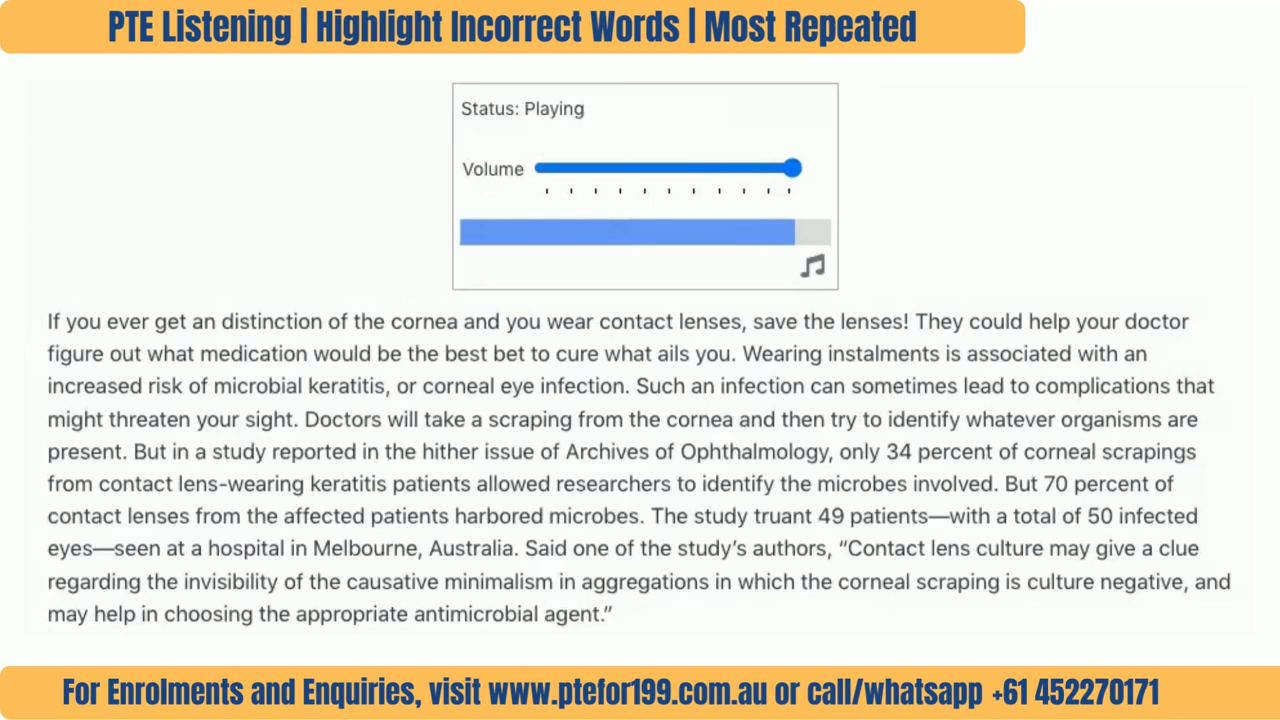 PTE Listening | Highlight Incorrect Words | Most Repeated
Status: Playing
Volume
If you ever get an distinction of the cornea and you wear contact lenses, save the lenses! They could help your doctor
figure out what medication would be the best bet to cure what ails you. Wearing instalments is associated with an
increased risk of microbial keratitis, or corneal eye infection. Such an infection can sometimes lead to complications that
might threaten your sight. Doctors will take a scraping from the cornea and then try to identify whatever organisms are
present. But in a study reported in the hither issue of Archives of Ophthalmology, only 34 percent of corneal scrapings
from contact lens-wearing keratitis patients allowed researchers to identify the microbes involved. But 70 percent of
contact lenses from the affected patients harbored microbes. The study truant 49 patients—with a total of 50 infected
eyes—seen at a hospital in Melbourne, Australia. Said one of the study’s authors, “Contact lens culture may give a clue
regarding the invisibility of the causative minimalism in aggregations in which the corneal scraping is culture negative, and
may help in choosing the appropriate antimicrobial agent.”
For Enrolments and Enquiries, visit www.ptefor199.com.au or call/whatsapp +61 452270171